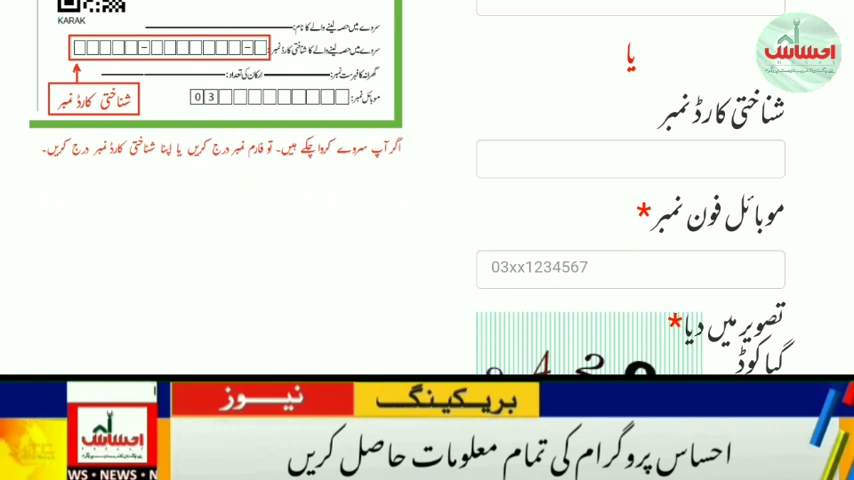 KARAK
سروے میں حصہ لینے والے کا نام:
سروے میں حصہ لینے والے کا شناختی کارڈ نمبر:
گھرانہ کا فہرست نمبر: ارکان کی تعداد:
موبائل نمبر: 03
شناختی کارڈ نمبر
اگر آپ سروے کروا چکے ہیں۔ تو فارم نمبر درج کریں یا اپنا شناختی کارڈ نمبر درج کریں۔
احساس
یا
شناختی کارڈ نمبر
موبائل فون نمبر*
03xx1234567
تصویر میں دیا*
گیا کوڈ
نیوز
بریکینگ
احساس
WS • NEWS • N
احساس پروگرام کی تمام معلومات حاصل کریں